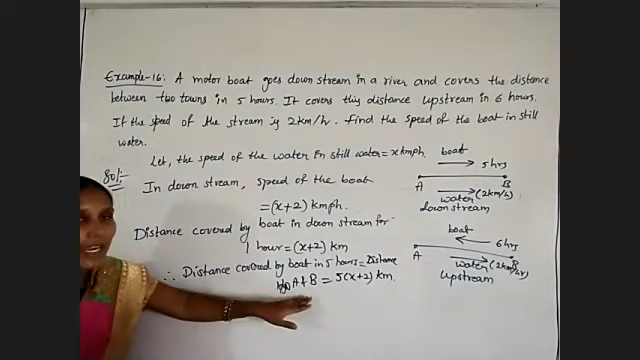 Example-16: A motor boat goes down stream in a river and covers the distance
between two towns in 5 hours. It covers this distance upstream in 6 hours.
If the speed of the stream is 2km/h. Find the speed of the boat in still
water.
Sol:- Let, the speed of the water in still water = x kmph.
In down stream, speed of the boat
= (x+2) kmph.
Distance covered by boat in down stream for
1 hour = (x+2) km
∴ Distance covered by boat in 5 hours = Distance
A & B = 5(x+2) km.
boat
5 hrs
A B
water (2km/h)
down stream
boat
6 hrs
A B
water (2km/hr)
upstream